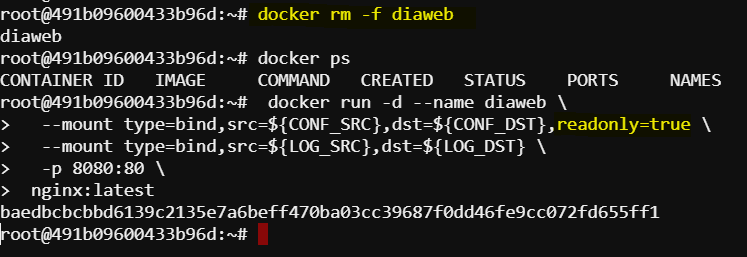 root@491b09600433b96d:~# docker rm -f diaweb
diaweb
root@491b09600433b96d:~# docker ps
CONTAINER ID   IMAGE     COMMAND   CREATED   STATUS    PORTS     NAMES
root@491b09600433b96d:~#  docker run -d --name diaweb \
>   --mount type=bind,src=${CONF_SRC},dst=${CONF_DST},readonly=true \
>   --mount type=bind,src=${LOG_SRC},dst=${LOG_DST} \
>   -p 8080:80 \
>  nginx:latest
baedbcbcbbd6139c2135e7a6beff470ba03cc39687f0dd46fe9cc072fd655ff1
root@491b09600433b96d:~#